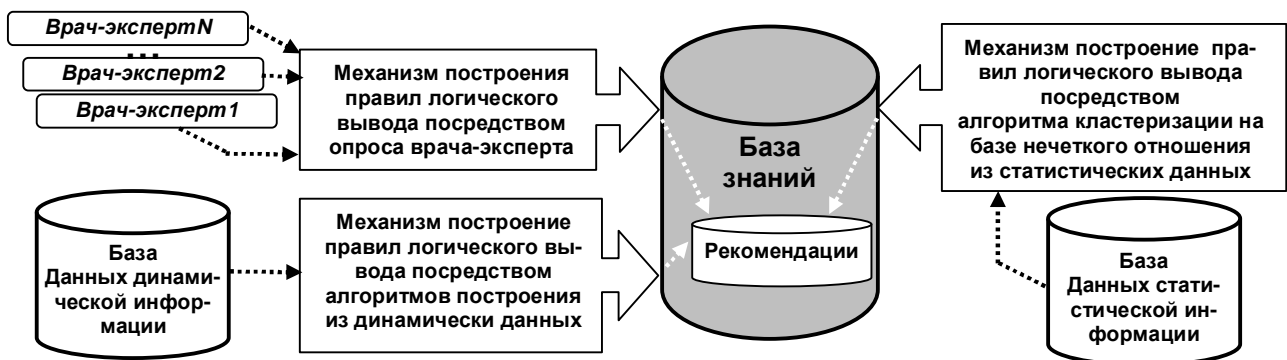 Врач-экспертN
...
Врач-эксперт2
Врач-эксперт1
Механизм построения
правил логического
вывода посредством
опроса врача-эксперта
База
Данных динами-
ческой инфор-
мации
Механизм построение
правил логического вы-
вода посредством
алгоритмов построения
из динамически данных
База
знаний
Рекомендации
Механизм построение пра-
вил логического вывода
посредством
алгоритма кластеризации на
базе нечеткого отношения
из статистических данных
База
Данных стати-
стической ин-
формации